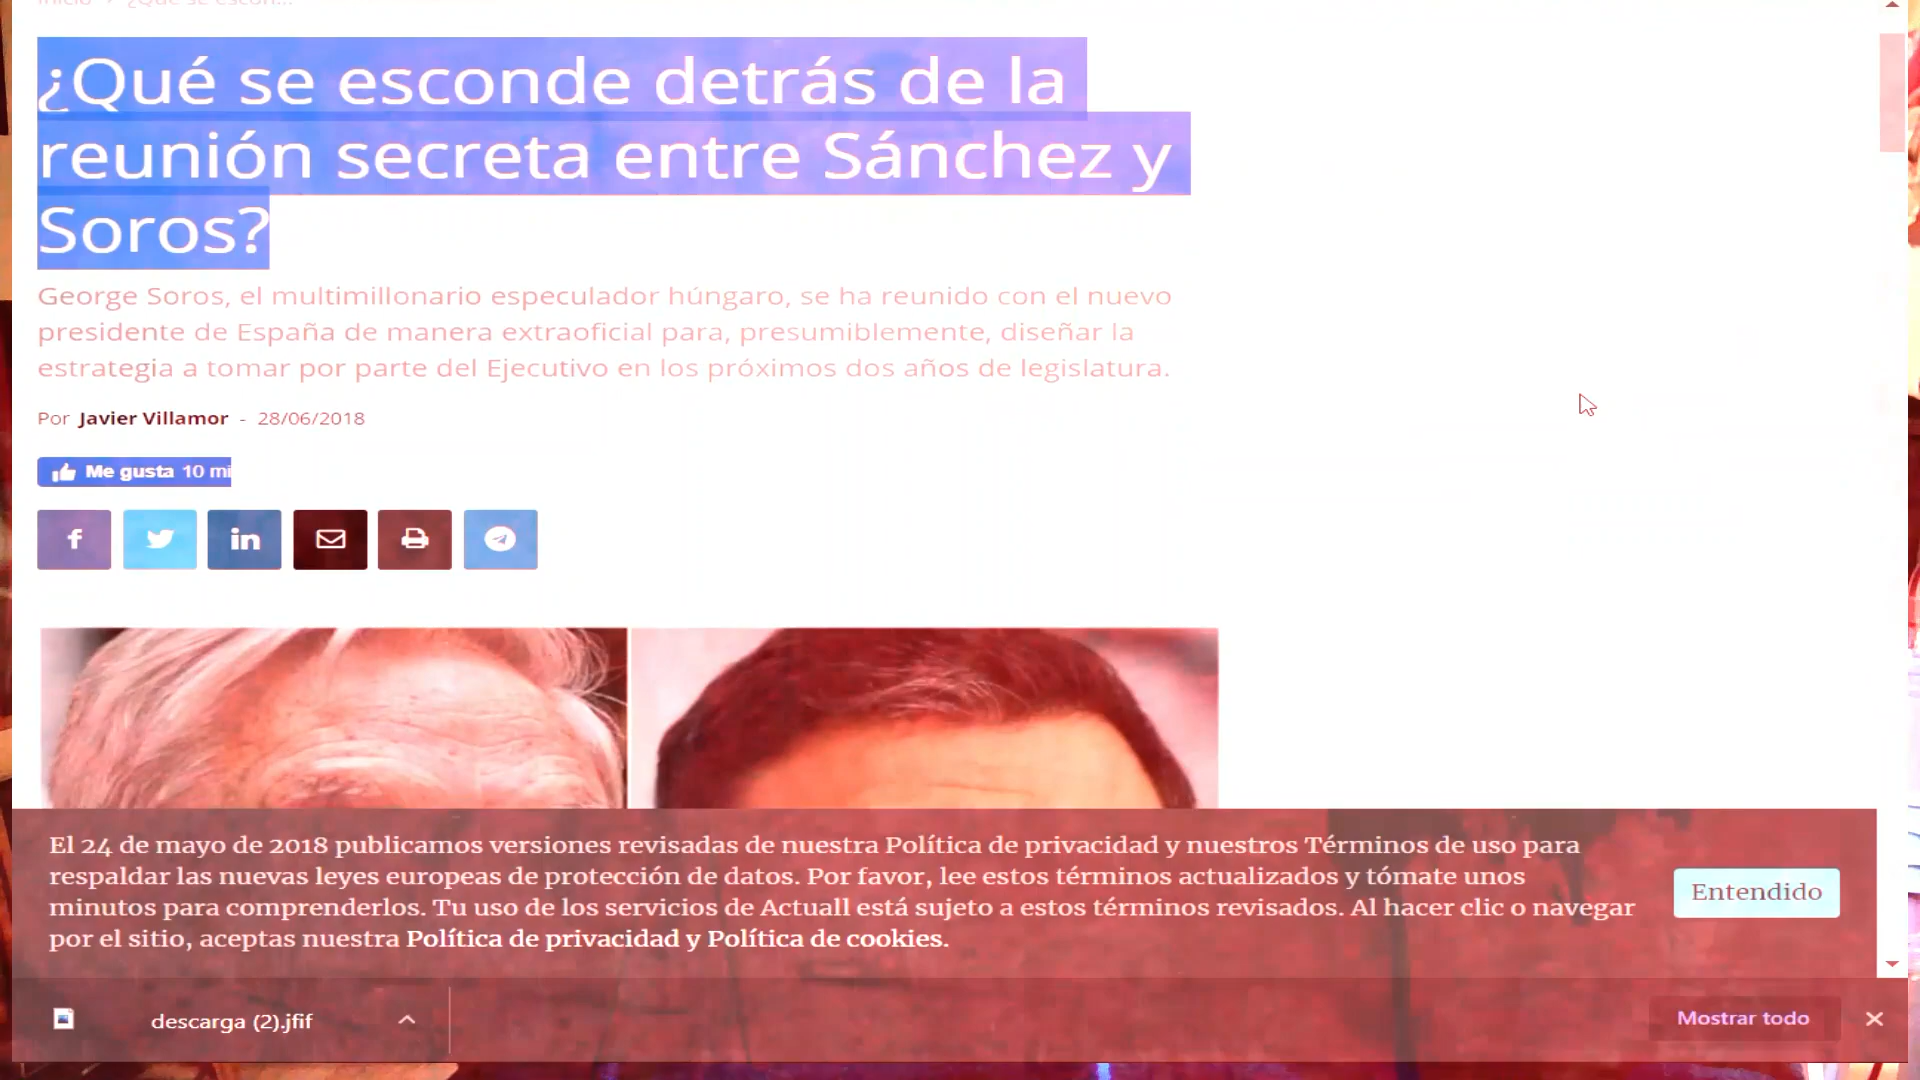 Inicio > ¿Qué se escon...
¿Qué se esconde detrás de la
reunión secreta entre Sánchez y
Soros?
George Soros, el multimillonario especulador húngaro, se ha reunido con el nuevo
presidente de España de manera extraoficial para, presumiblemente, diseñar la
estrategia a tomar por parte del Ejecutivo en los próximos dos años de legislatura.
Por Javier Villamor - 28/06/2018
Me gusta 10 mi
El 24 de mayo de 2018 publicamos versiones revisadas de nuestra Política de privacidad y nuestros Términos de uso para
respaldar las nuevas leyes europeas de protección de datos. Por favor, lee estos términos actualizados y tómate unos
minutos para comprenderlos. Tu uso de los servicios de Actuall está sujeto a estos términos revisados. Al hacer clic o navegar
por el sitio, aceptas nuestra Política de privacidad y Política de cookies.
Entendido
descarga (2).jfif
Mostrar todo